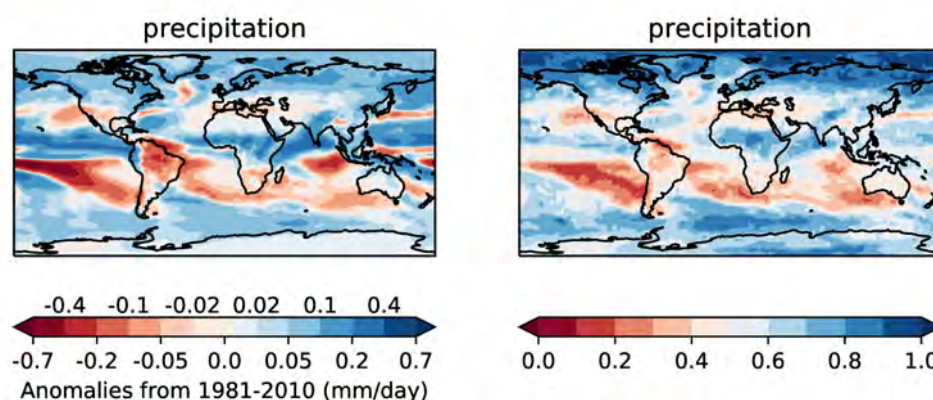 precipitation
precipitation
-0.4 -0.1 -0.02 0.02 0.1 0.4
-0.7 -0.2 -0.05 0.0 0.05 0.2 0.7
Anomalies from 1981-2010 (mm/day)
0.0 0.2 0.4 0.6 0.8 1.0